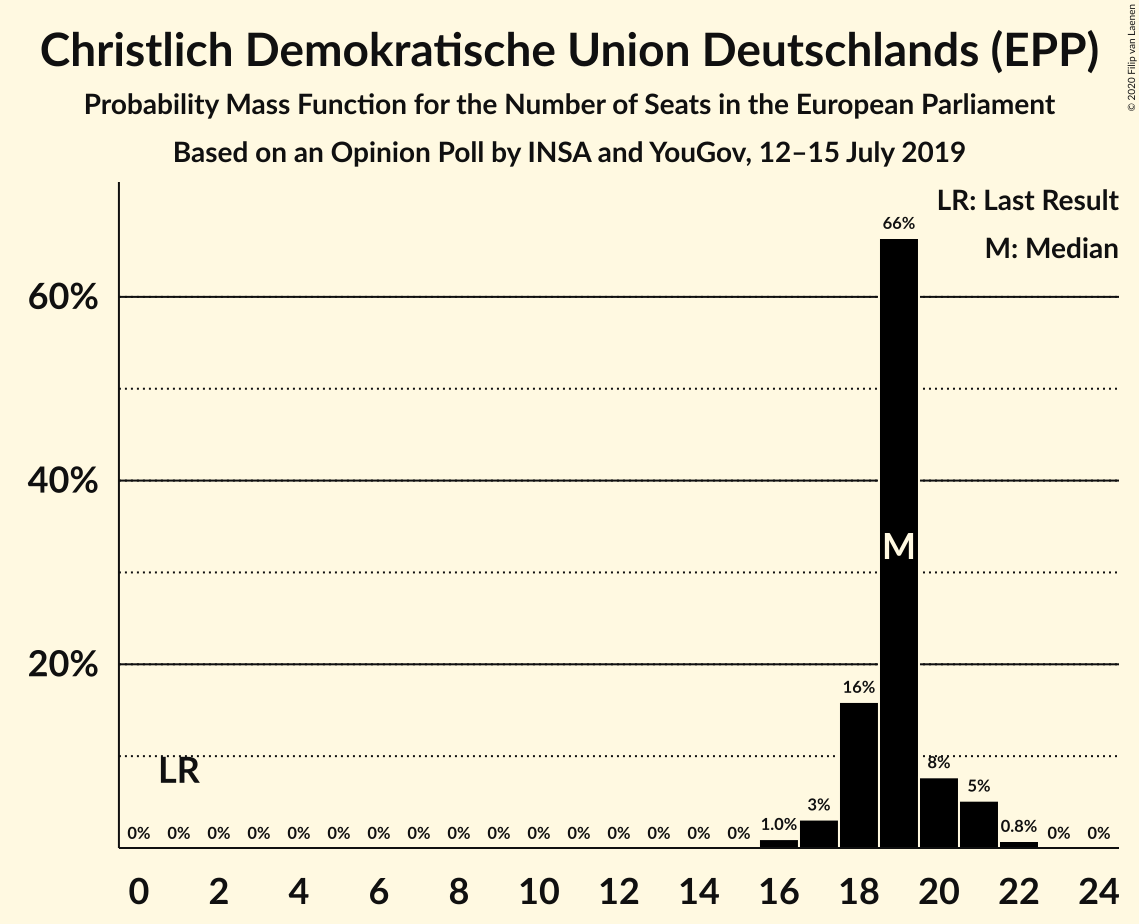 Christlich Demokratische Union Deutschlands (EPP)
Probability Mass Function for the Number of Seats in the European Parliament
Based on an Opinion Poll by INSA and YouGov, 12–15 July 2019
© 2020 Filip van Laenen
LR: Last Result
M: Median
66%
60%
40%
M
20%
16%
LR
8%
5%
3%
1.0%
0.8%
0% 0% 0% 0% 0% 0% 0% 0% 0% 0% 0% 0% 0% 0% 0% 0% 0% 0%
0 2 4 6 8 10 12 14 16 18 20 22 24